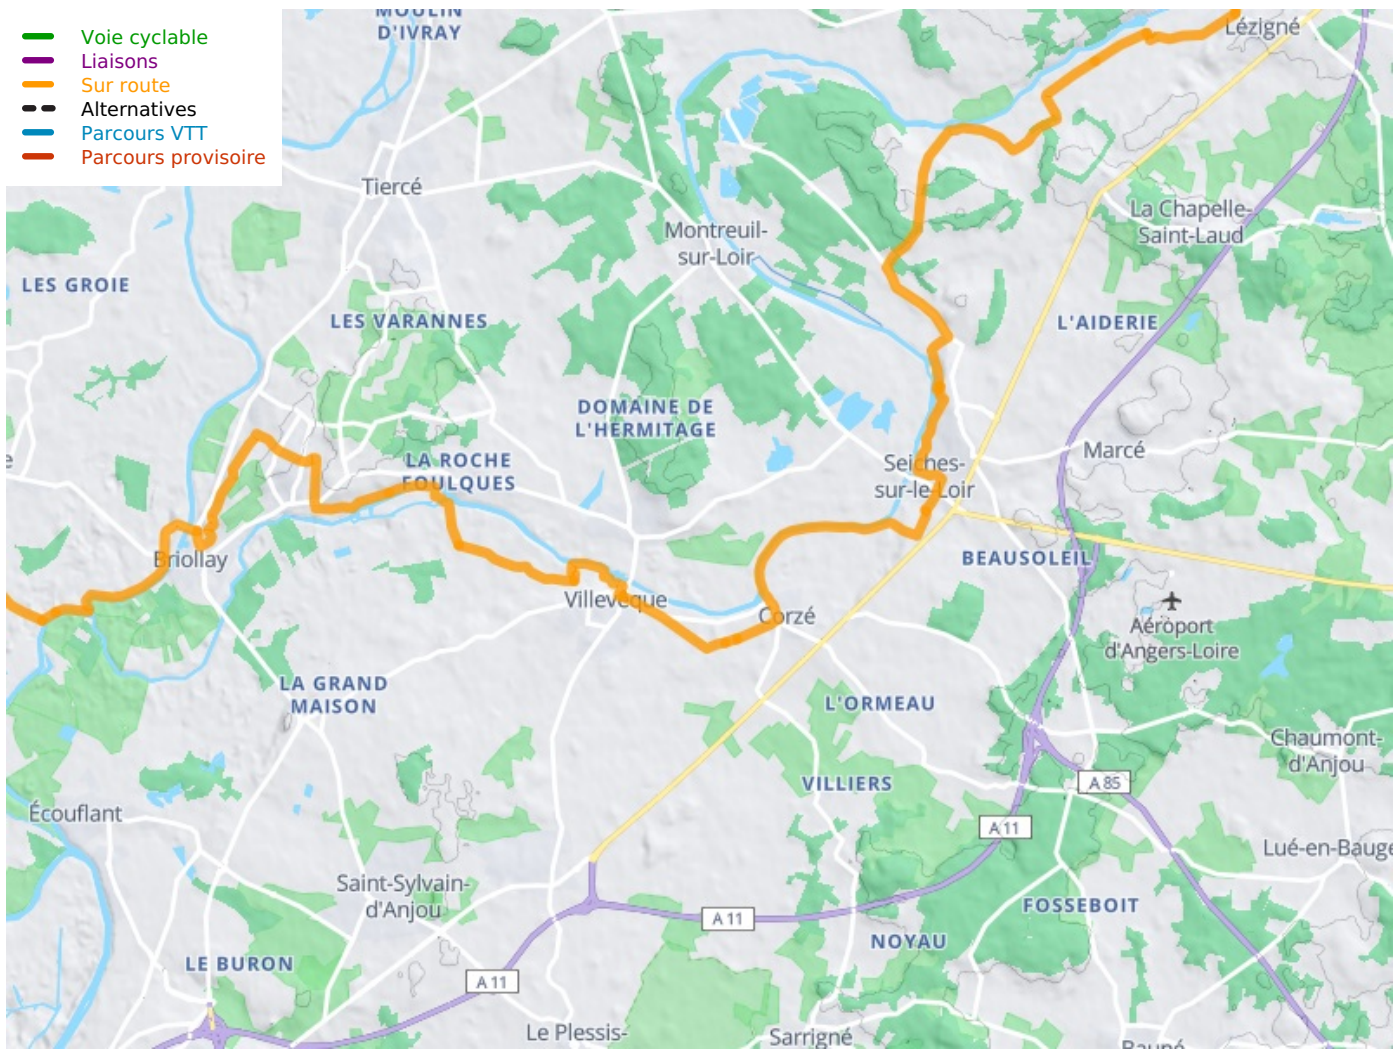 Voie cyclable
Liaisons
Sur route
Alternatives
Parcours VTT
Parcours provisoire
MOULIN
D'IVRAY
Lézigné
Tiercé
La Chapelle-
Saint-Laud
Montreuil-
sur-Loir
LES GROIE
LES VARANNES
L'AIDERIE
DOMAINE DE
L'HERMITAGE
Marcé
LA ROCHE
FOULQUES
Seiches-
sur-le-Loir
Briollay
BEAUSOLEIL
Villevêque
Corzé
Aéroport
d'Angers-Loire
LA GRAND
MAISON
L'ORMEAU
Chaumont-
d'Anjou
VILLIERS
A 85
Écouflant
A 11
Lué-en-Bauge
Saint-Sylvain-
d'Anjou
FOSSEBOIT
A 11
NOYAU
LE BURON
A 11
Le Plessis-
Sarrigné
Bauné